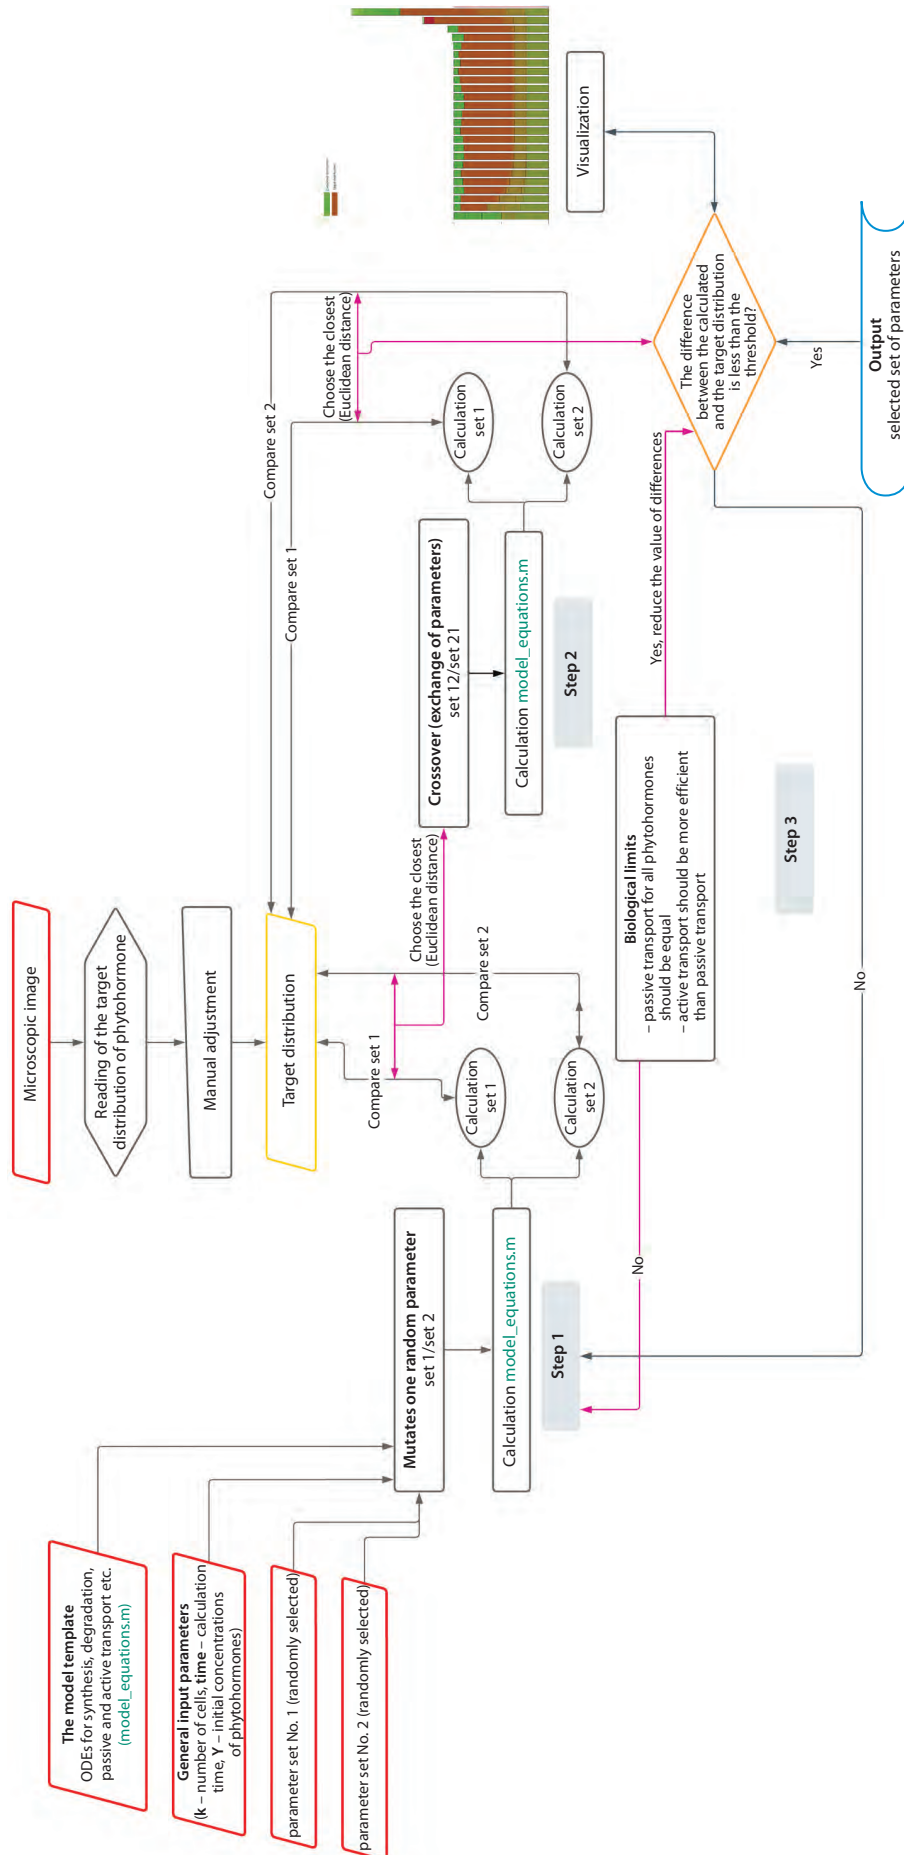 Microscopic image
Reading of the target
distribution of phytohormone
Manual adjustment
Target distribution
The model template
ODEs for synthesis, degradation,
passive and active transport etc.
(model_equations.m)
General input parameters
(k – number of cells, time – calculation
time, Y – initial concentrations
of phytohormones)
parameter set No. 1 (randomly selected)
parameter set No. 2 (randomly selected)
Mutates one random parameter
set 1/set 2
Calculation model_equations.m
Step 1
Calculation
set 1
Calculation
set 2
Compare set 1
Compare set 2
Choose the closest
(Euclidean distance)
Crossover (exchange of parameters)
set 12/set 21
Calculation model_equations.m
Step 2
Calculation
set 1
Calculation
set 2
Compare set 1
Compare set 2
Choose the closest
(Euclidean distance)
Biological limits
– passive transport for all phytohormones
should be equal
– active transport should be more efficient
than passive transport
No
Yes, reduce the value of differences
Step 3
No
The difference
between the calculated
and the target distribution
is less than the
threshold?
Yes
Visualization
Output
selected set of parameters